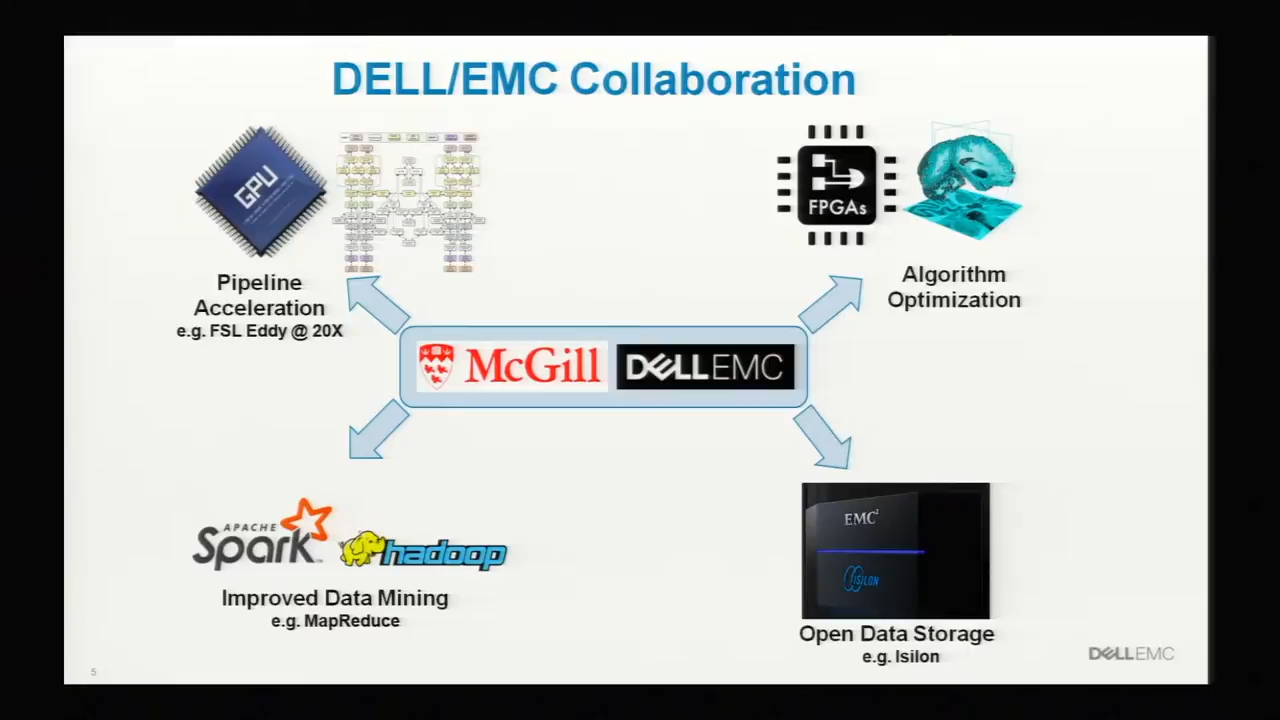 DELL/EMC Collaboration
GPU
FPGAs
Pipeline
Acceleration
e.g. FSL Eddy @ 20X
Algorithm
Optimization
McGill
DELLEMC
APACHE
Spark
hadoop
Improved Data Mining
e.g. MapReduce
EMC²
ISILON
Open Data Storage
e.g. Isilon
DELLEMC
5